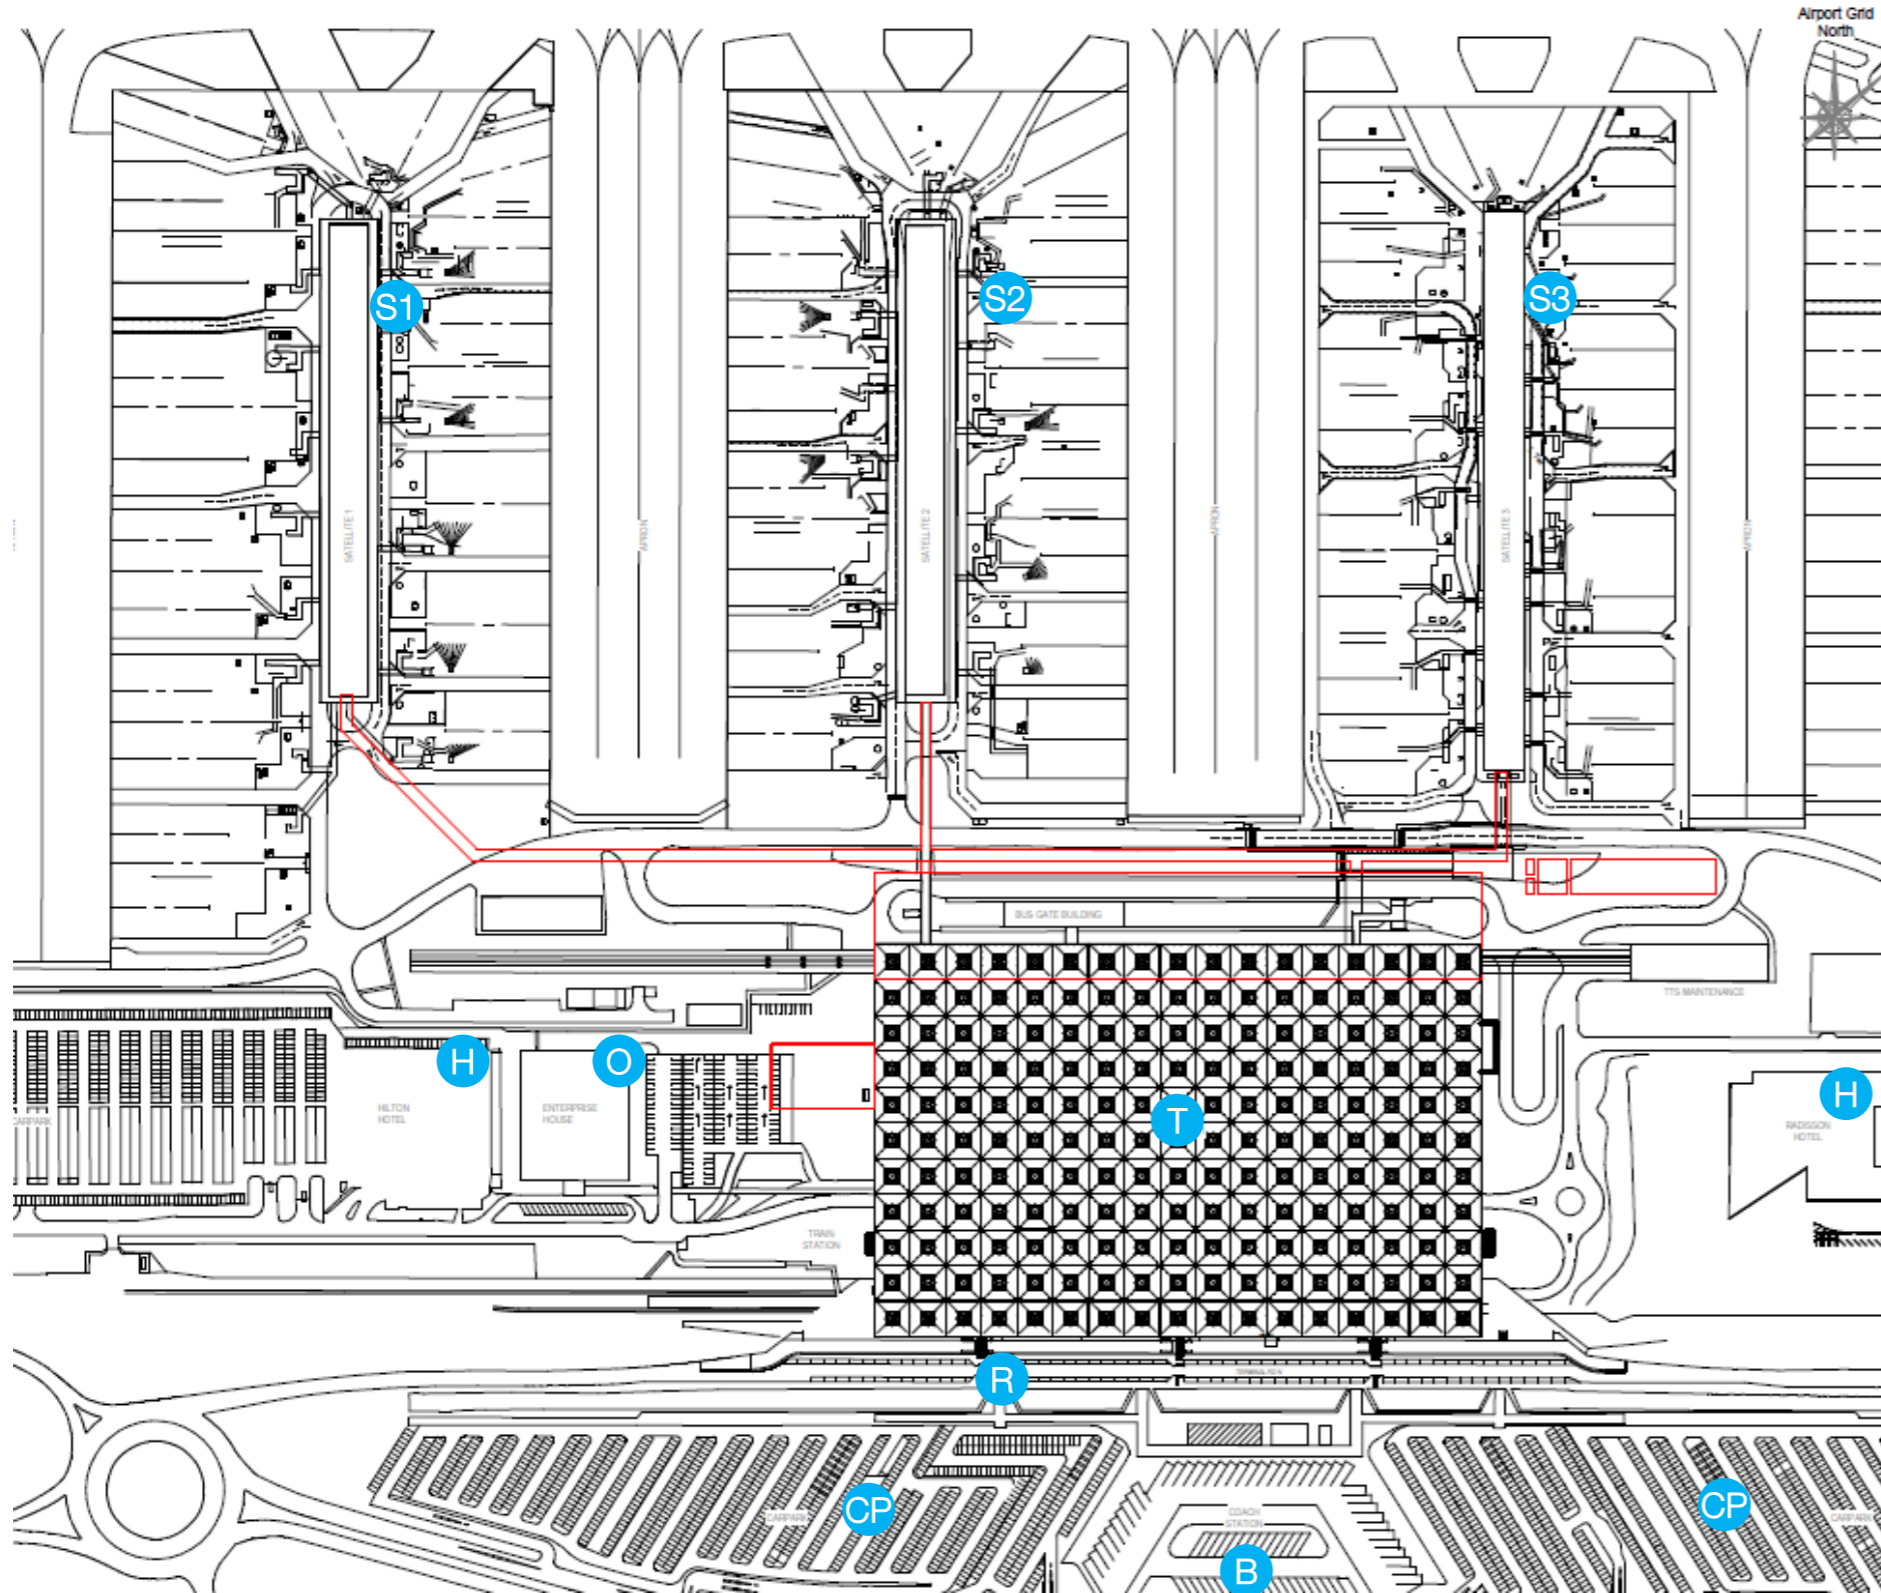 Airport Grid
North
S1
S2
S3
SATELLITE 1
APRON
SATELLITE 2
APRON
SATELLITE 3
APRON
BUS-GATE BUILDING
TTS MAINTENANCE
H
O
H
T
CARPARK
HILTON
HOTEL
ENTERPRISE
HOUSE
RADISSON
HOTEL
TRAIN
STATION
R
CP
CARPARK
COACH
STATION
B
CP
CARPARK